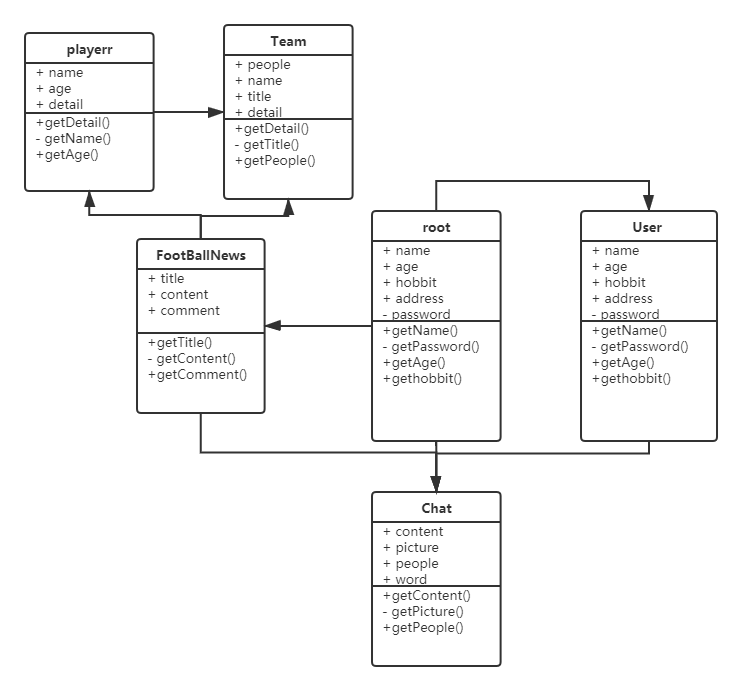 playerr
+ name
+ age
+ detail
+getDetail()
- getName()
+getAge()
Team
+ people
+ name
+ title
+ detail
+getDetail()
- getTitle()
+getPeople()
FootBallNews
+ title
+ content
+ comment
+getTitle()
- getContent()
+getComment()
root
+ name
+ age
+ hobbit
+ address
- password
+getName()
- getPassword()
+getAge()
+gethobbit()
User
+ name
+ age
+ hobbit
+ address
- password
+getName()
- getPassword()
+getAge()
+gethobbit()
Chat
+ content
+ picture
+ people
+ word
+getContent()
- getPicture()
+getPeople()